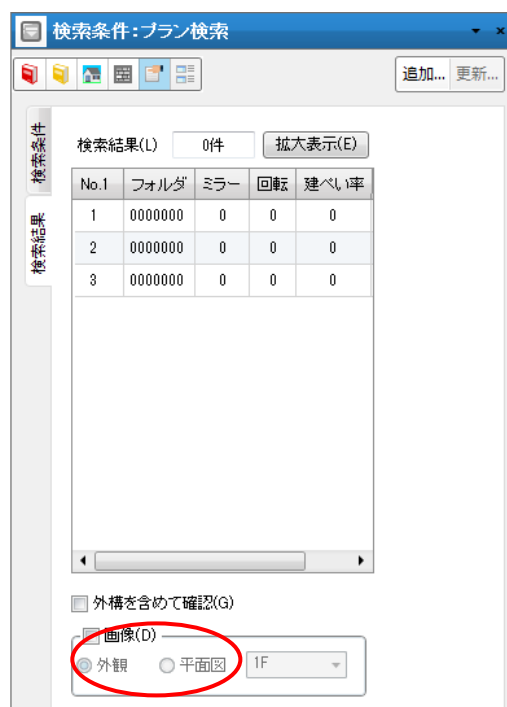 検索条件:プラン検索
追加... 更新...
検索条件
検索結果
検索結果(L) 0件 拡大表示(E)
No.1 フォルダ ミラー 回転 建ぺい率
1 0000000 0 0 0
2 0000000 0 0 0
3 0000000 0 0 0
外構を含めて確認(G)
画像(D)
外観 平面図 1F